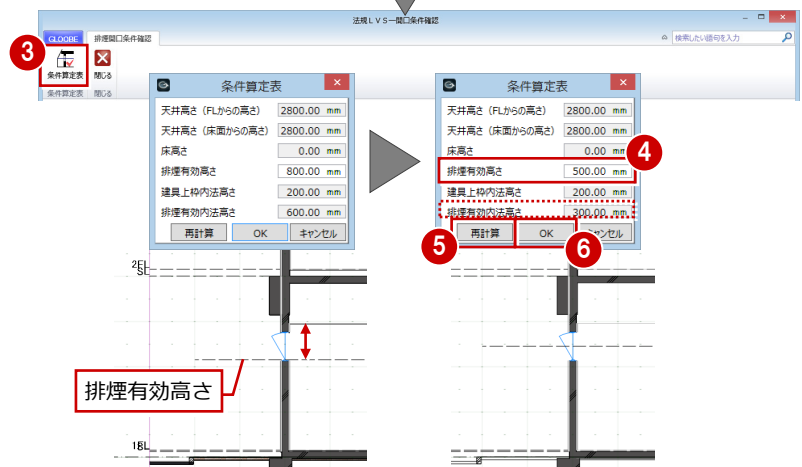 法規ＬＶＳ－開口条件確認
GLOOBE 排煙開口条件確認
検索したい語句を入力
3
条件算定表 閉じる
条件算定表 閉じる
条件算定表
天井高さ（FLからの高さ） 2800.00 mm
天井高さ（床面からの高さ） 2800.00 mm
床高さ 0.00 mm
排煙有効高さ 800.00 mm
建具上枠内法高さ 200.00 mm
排煙有効内法高さ 600.00 mm
再計算 OK キャンセル
条件算定表
天井高さ（FLからの高さ） 2800.00 mm
天井高さ（床面からの高さ） 2800.00 mm
床高さ 0.00 mm
4
排煙有効高さ 500.00 mm
建具上枠内法高さ 200.00 mm
排煙有効内法高さ 300.00 mm
再計算 OK キャンセル
5 6
排煙有効高さ